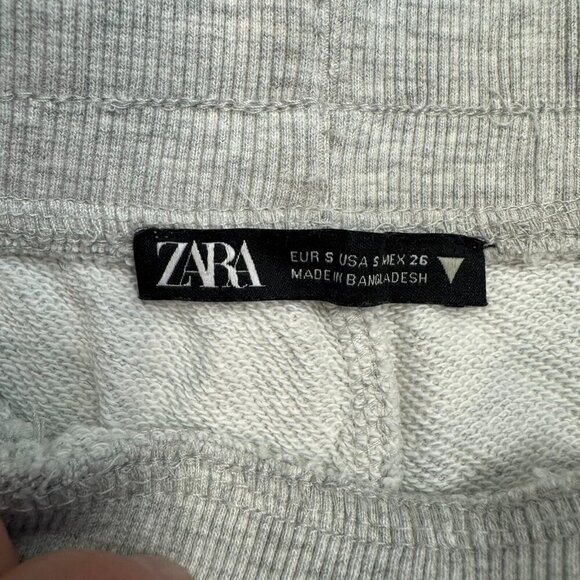 ZARA
EUR S USA S MEX 26
MADE IN BANGLADESH